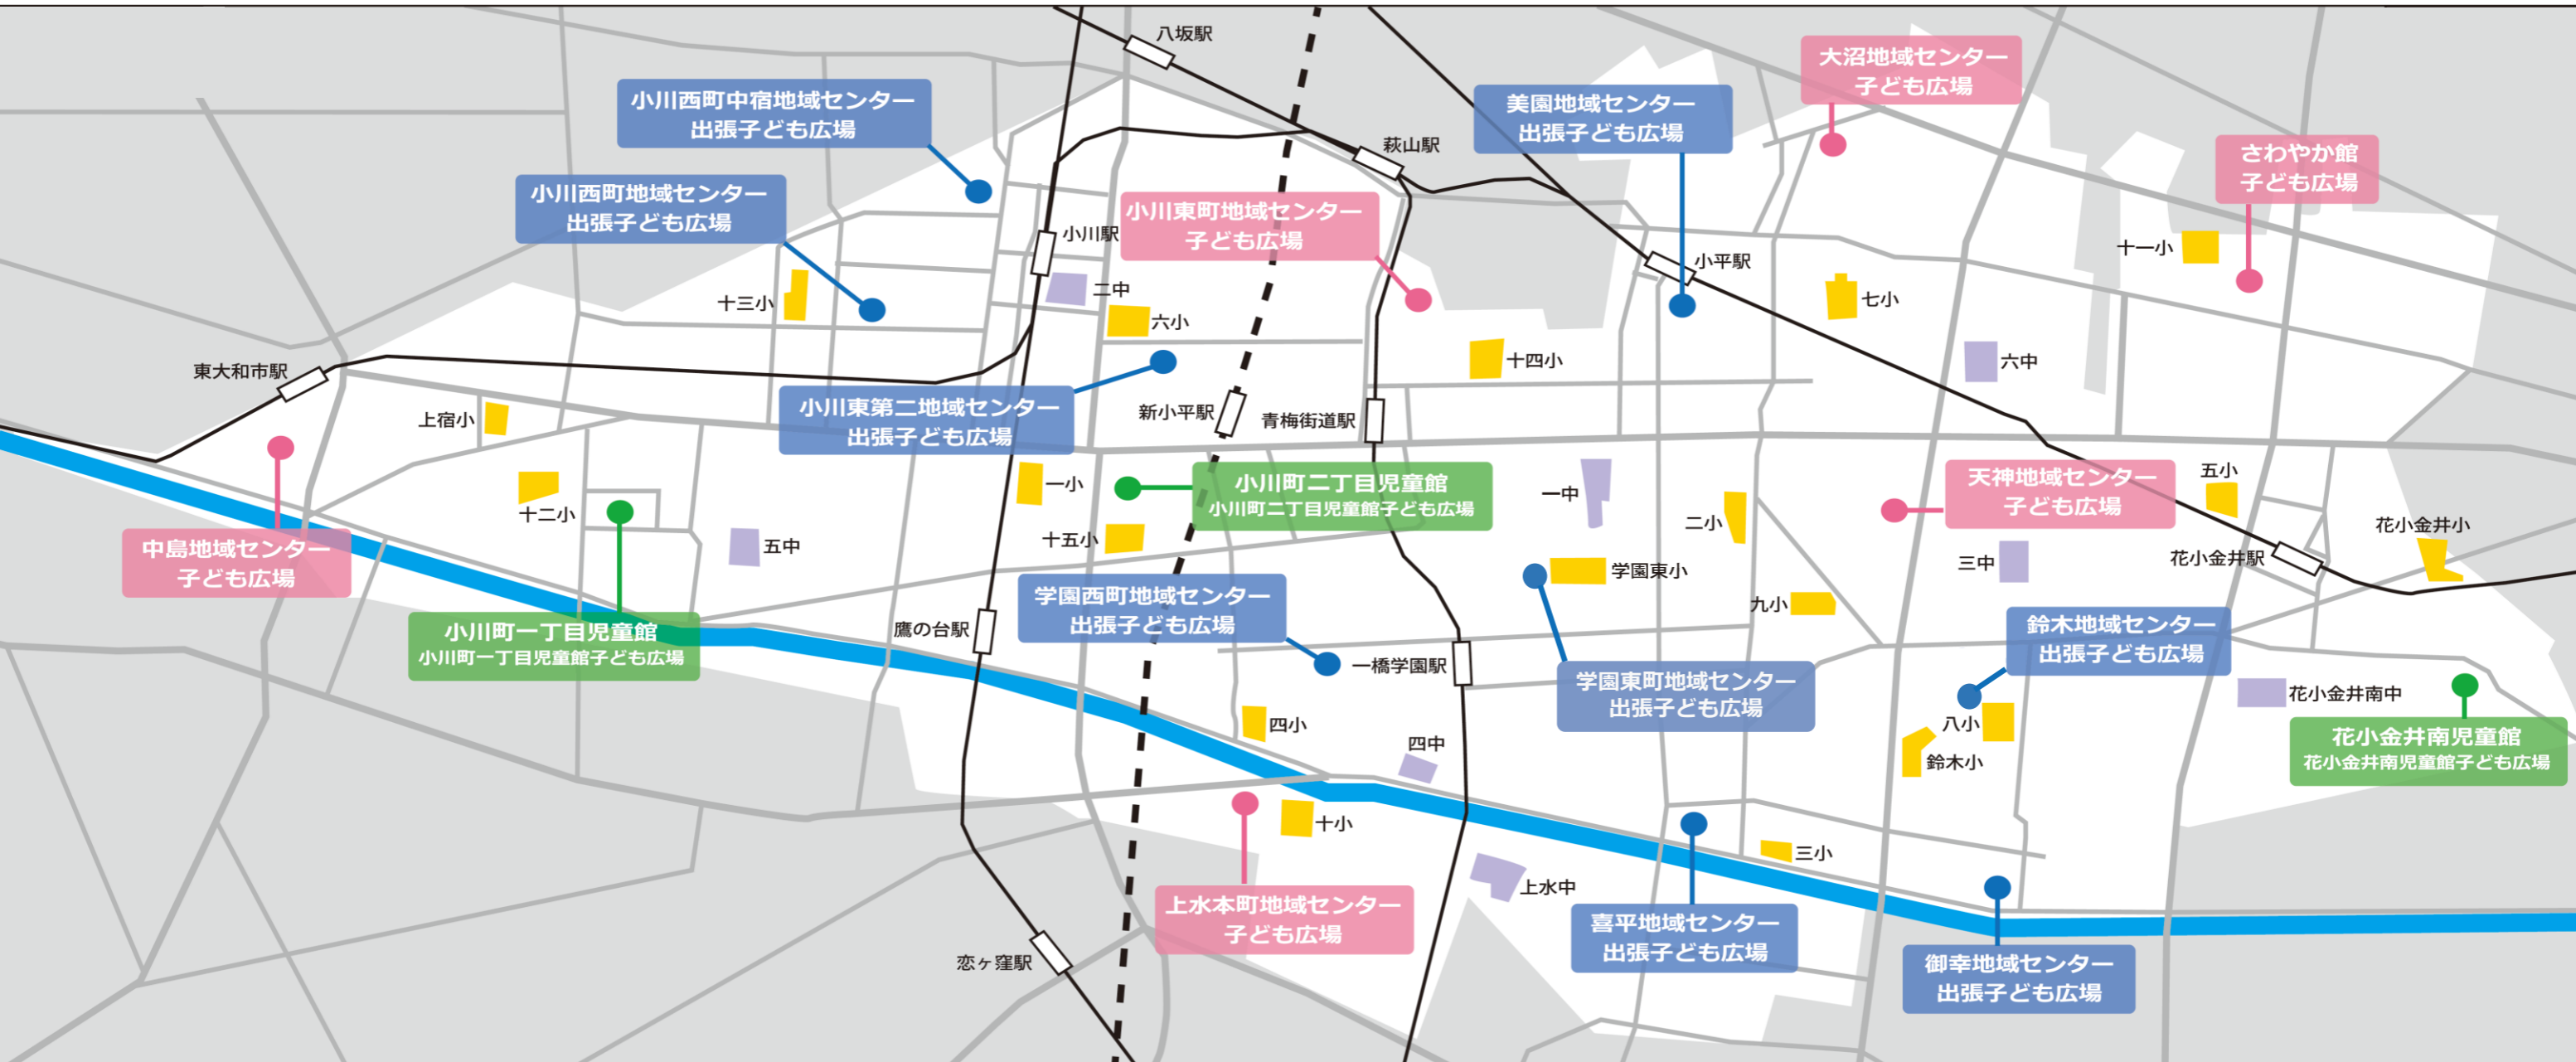 八坂駅
大沼地域センター
子ども広場
小川西町中宿地域センター
出張子ども広場
美園地域センター
出張子ども広場
萩山駅
さわやか館
子ども広場
小川西町地域センター
出張子ども広場
小川東町地域センター
子ども広場
小川駅
十一小
小平駅
二中
十三小
七小
六小
十四小
六中
東大和市駅
上宿小
小川東第二地域センター
出張子ども広場
新小平駅
青梅街道駅
五小
天神地域センター
子ども広場
一小
小川町二丁目児童館
小川町二丁目児童館子ども広場
一中
十二小
二小
花小金井小
十五小
五中
中島地域センター
子ども広場
花小金井駅
三中
学園東小
学園西町地域センター
出張子ども広場
九小
鷹の台駅
小川町一丁目児童館
小川町一丁目児童館子ども広場
鈴木地域センター
出張子ども広場
一橋学園駅
学園東町地域センター
出張子ども広場
花小金井南中
四小
八小
四中
花小金井南児童館
花小金井南児童館子ども広場
鈴木小
十小
三小
上水中
上水本町地域センター
子ども広場
喜平地域センター
出張子ども広場
恋ヶ窪駅
御幸地域センター
出張子ども広場